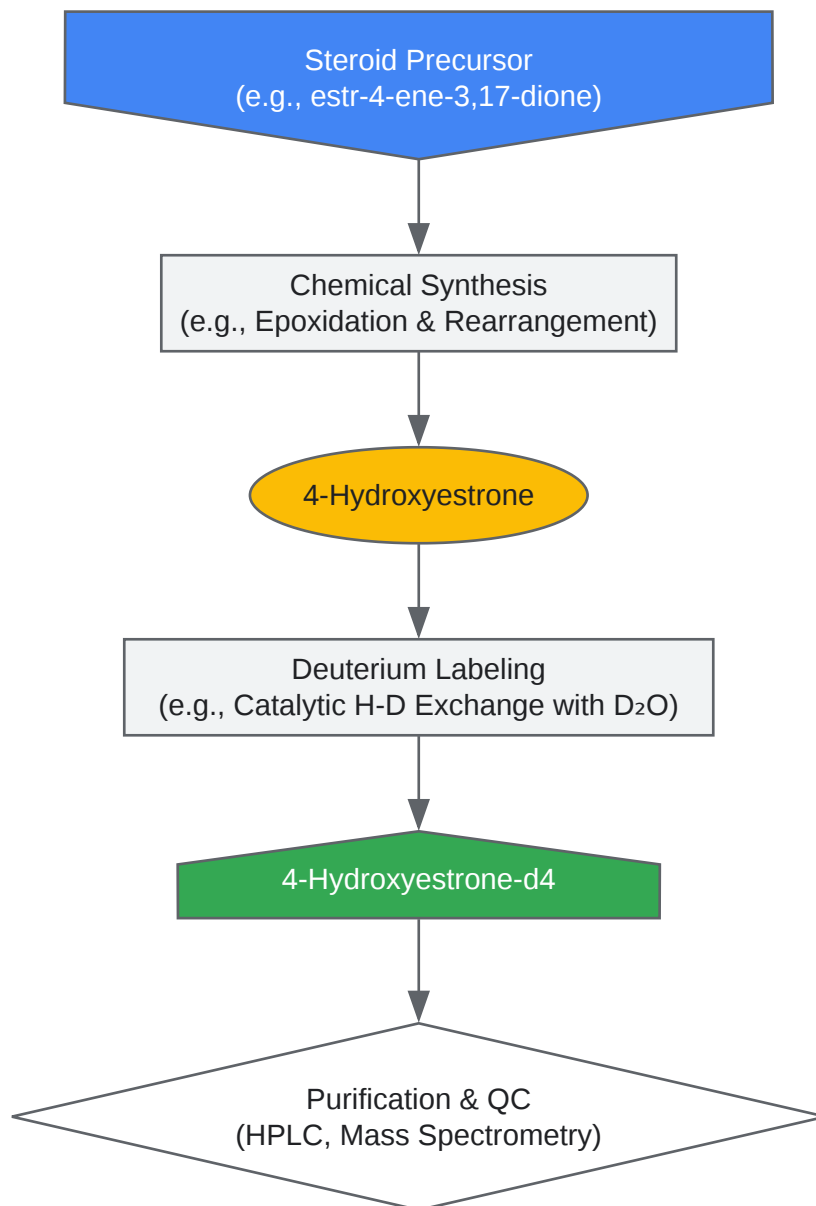 Steroid Precursor
(e.g., estr-4-ene-3,17-dione)
Chemical Synthesis
(e.g., Epoxidation & Rearrangement)
4-Hydroxyestrone
Deuterium Labeling
(e.g., Catalytic H-D Exchange with D₂O)
4-Hydroxyestrone-d4
Purification & QC
(HPLC, Mass Spectrometry)